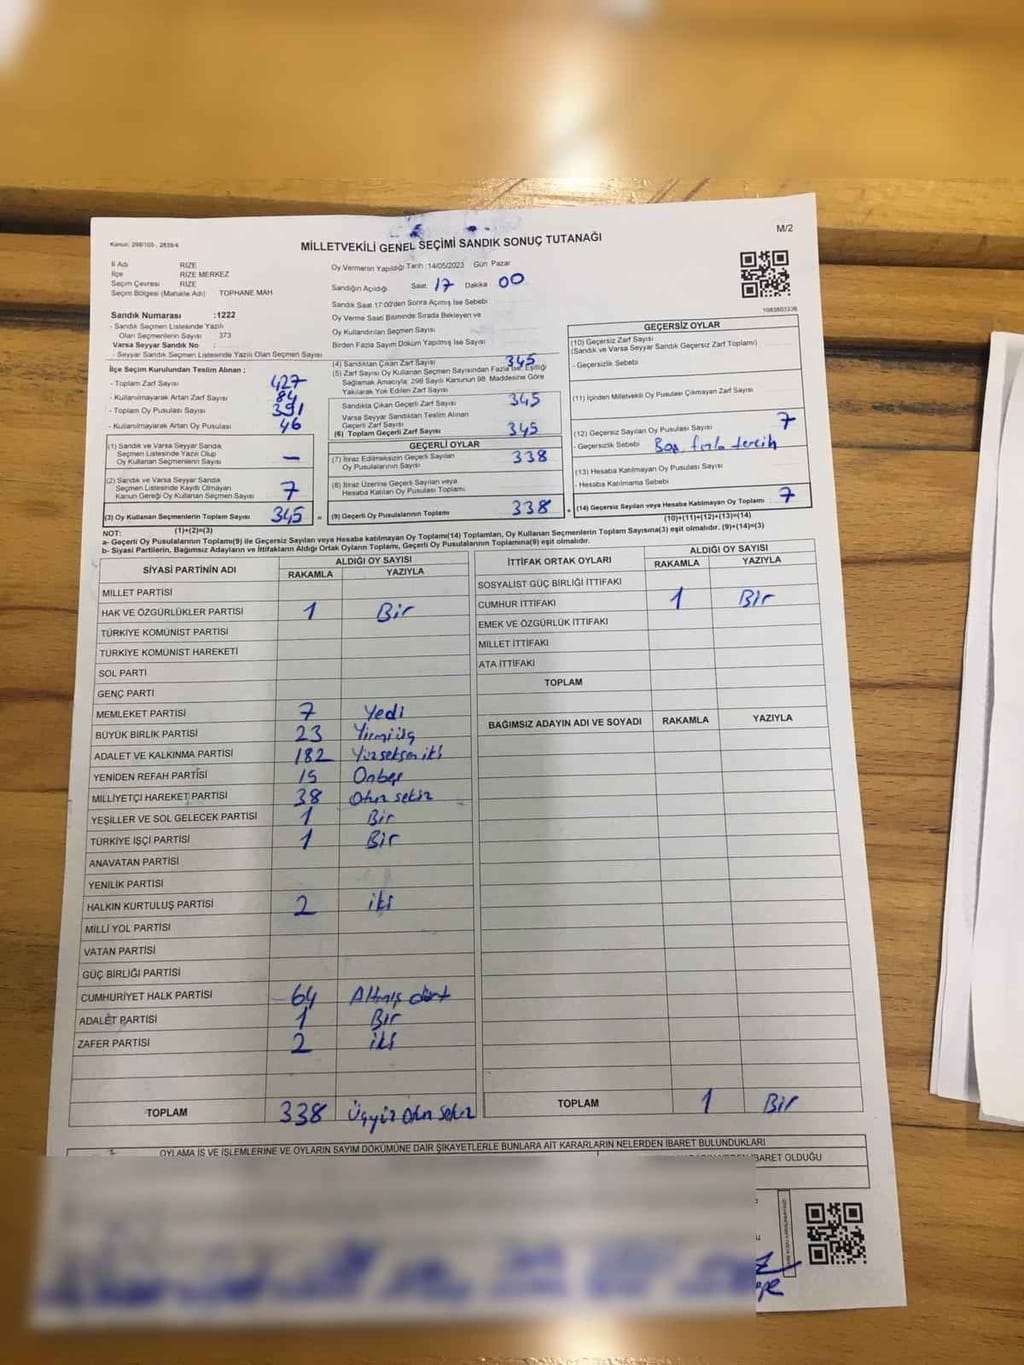 Kanun: 298/105 , 2839/4
M/2
MİLLETVEKİLİ GENEL SEÇİMİ SANDIK SONUÇ TUTANAĞI
İl Adı RİZE
İlçe RİZE MERKEZ
Seçim Çevresi RİZE
Seçim Bölgesi (Mahalle Adı) TOPHANE MAH
Sandık Numarası :1222
- Sandık Seçmen Listesinde Yazılı
Olan Seçmenlerin Sayısı 373
Varsa Seyyar Sandık No :
- Seyyar Sandık Seçmen Listesinde Yazılı Olan Seçmen Sayısı
Oy Vermenin Yapıldığı Tarih :14/05/2023 Gün Pazar
Sandığın Açıldığı Saat 17 Dakika 00
Sandık Saat 17:00'den Sonra Açılmış İse Sebebi
Oy Verme Saati Bitiminde Sırada Bekleyen ve
Oy Kullandırılan Seçmen Sayısı
Birden Fazla Sayım Döküm Yapılmış İse Sayısı
İlçe Seçim Kurulundan Teslim Alınan ;
- Toplam Zarf Sayısı 427
- Kullanılmayarak Artan Zarf Sayısı 84
- Toplam Oy Pusulası Sayısı 391
- Kullanılmayarak Artan Oy Pusulası 46
(1) Sandık ve Varsa Seyyar Sandık
Seçmen Listesinde Yazılı Olup
Oy Kullanan Seçmenlerin Sayısı —
(2) Sandık ve Varsa Seyyar Sandık
Seçmen Listesinde Kayıtlı Olmayan
Kanun Gereği Oy Kullanan Seçmen Sayısı 7
(3) Oy Kullanan Seçmenlerin Toplam Sayısı 345 =
(1)+(2)=(3)
(4) Sandıktan Çıkan Zarf Sayısı 345
(5) Zarf Sayısı Oy Kullanan Seçmen Sayısından Fazla İse, Eşitliği
Sağlamak Amacıyla; 298 Sayılı Kanunun 98. Maddesine Göre
Yakılarak Yok Edilen Zarf Sayısı
Sandıkta Çıkan Geçerli Zarf Sayısı 345
Varsa Seyyar Sandıktan Teslim Alınan
Geçerli Zarf Sayısı
(6) Toplam Geçerli Zarf Sayısı 345
GEÇERLİ OYLAR
(7) İtiraz Edilmeksizin Geçerli Sayılan
Oy Pusulalarının Sayısı 338
(8) İtiraz Üzerine Geçerli Sayılan veya
Hesaba Katılan Oy Pusulası Toplamı
(9) Geçerli Oy Pusulalarının Toplamı 338 +
1083603336
GEÇERSİZ OYLAR
(10) Geçersiz Zarf Sayısı
(Sandık ve Varsa Seyyar Sandık Geçersiz Zarf Toplamı)
- Geçersizlik Sebebi
(11) İçinden Milletvekili Oy Pusulası Çıkmayan Zarf Sayısı
(12) Geçersiz Sayılan Oy Pusulası Sayısı 7
- Geçersizlik Sebebi Boş fazla tercih
(13) Hesaba Katılmayan Oy Pusulası Sayısı
- Hesaba Katılmama Sebebi
(14) Geçersiz Sayılan veya Hesaba Katılmayan Oy Toplamı 7
(10)+(11)+(12)+(13)=(14)
NOT:
a- Geçerli Oy Pusulalarının Toplamı(9) ile Geçersiz Sayılan veya Hesaba katılmayan Oy Toplamı(14) Toplamları, Oy Kullanan Seçmenlerin Toplam Sayısına(3) eşit olmalıdır. (9)+(14)=(3)
b- Siyasi Partilerin, Bağımsız Adayların ve İttifakların Aldığı Ortak Oyların Toplamı, Geçerli Oy Pusulalarının Toplamına(9) eşit olmalıdır.
SİYASİ PARTİNİN ADI ALDIĞI OY SAYISI
RAKAMLA YAZIYLA
MİLLET PARTİSİ
HAK VE ÖZGÜRLÜKLER PARTİSİ 1 Bir
TÜRKİYE KOMÜNİST PARTİSİ
TÜRKİYE KOMÜNİST HAREKETİ
SOL PARTİ
GENÇ PARTİ
MEMLEKET PARTİSİ 7 Yedi
BÜYÜK BİRLİK PARTİSİ 23 Yirmiüç
ADALET VE KALKINMA PARTİSİ 182 Yüzseksen iki
YENİDEN REFAH PARTİSİ 15 Onbeş
MİLLİYETÇİ HAREKET PARTİSİ 38 Otuz sekiz
YEŞİLLER VE SOL GELECEK PARTİSİ 1 Bir
TÜRKİYE İŞÇİ PARTİSİ 1 Bir
ANAVATAN PARTİSİ
YENİLİK PARTİSİ
HALKIN KURTULUŞ PARTİSİ 2 iki
MİLLİ YOL PARTİSİ
VATAN PARTİSİ
GÜÇ BİRLİĞİ PARTİSİ
CUMHURİYET HALK PARTİSİ 64 Altmış dört
ADALET PARTİSİ 1 Bir
ZAFER PARTİSİ 2 iki
TOPLAM 338 Üçyüz otuz sekiz
İTTİFAK ORTAK OYLARI ALDIĞI OY SAYISI
RAKAMLA YAZIYLA
SOSYALİST GÜÇ BİRLİĞİ İTTİFAKI
CUMHUR İTTİFAKI 1 Bir
EMEK VE ÖZGÜRLÜK İTTİFAKI
MİLLET İTTİFAKI
ATA İTTİFAKI
TOPLAM
BAĞIMSIZ ADAYIN ADI VE SOYADI RAKAMLA YAZIYLA
TOPLAM 1 Bir
OYLAMA İŞ VE İŞLEMLERİNE VE OYLARIN SAYIM DÖKÜMÜNE DAİR ŞİKAYETLERLE BUNLARA AİT KARARLARIN NELERDEN İBARET BULUNDUKLARI
İBARET OLDUĞU